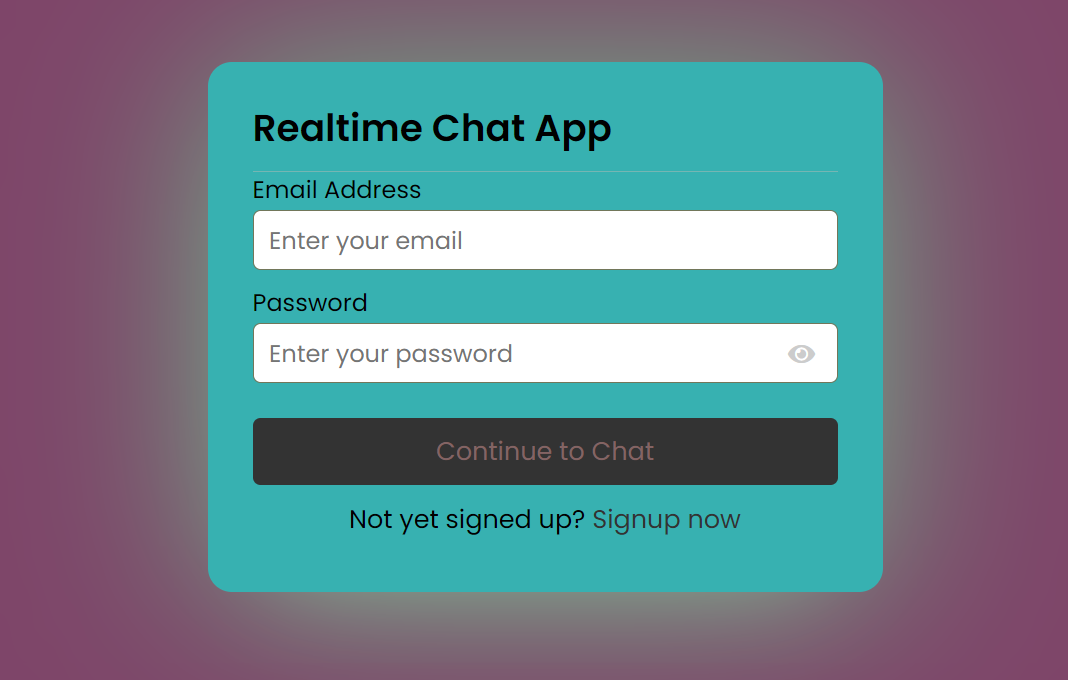 Realtime Chat App
Email Address
Enter your email
Password
Enter your password
Continue to Chat
Not yet signed up? Signup now